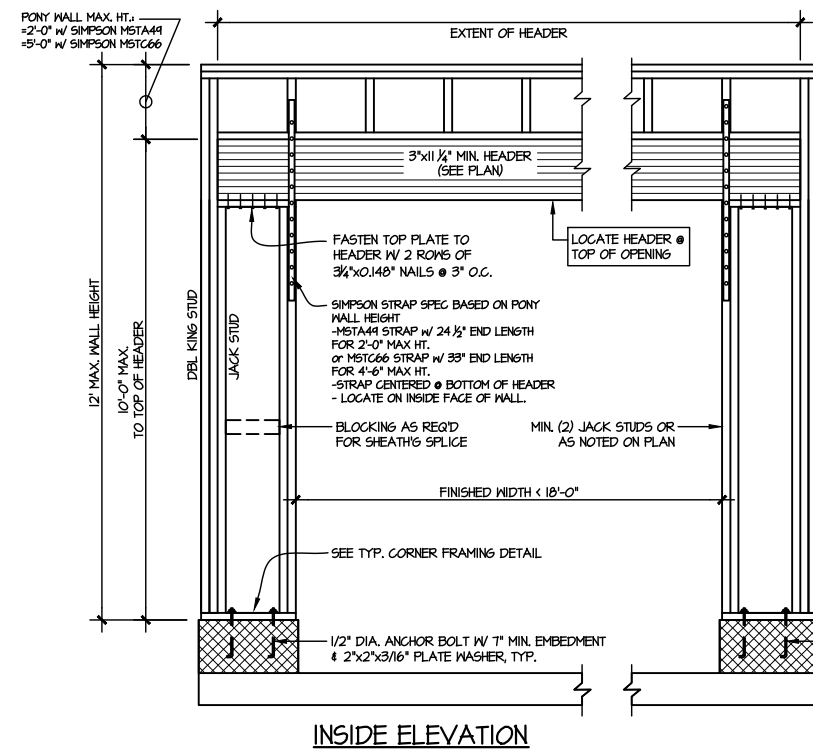 PONY WALL MAX. HT.:
=2'-0" W/ SIMPSON MSTA49
=5'-0" W/ SIMPSON MSTC66
EXTENT OF HEADER
3"x11 1/4" MIN. HEADER
(SEE PLAN)
FASTEN TOP PLATE TO
HEADER W/ 2 ROWS OF
3 1/4"x0.148" NAILS @ 3" O.C.
LOCATE HEADER @
TOP OF OPENING
SIMPSON STRAP SPEC BASED ON PONY
WALL HEIGHT
-MSTA49 STRAP W/ 24 1/2" END LENGTH
FOR 2'-0" MAX HT.
or MSTC66 STRAP W/ 33" END LENGTH
FOR 4'-6" MAX HT.
-STRAP CENTERED @ BOTTOM OF HEADER
- LOCATE ON INSIDE FACE OF WALL.
12' MAX. WALL HEIGHT
10'-0" MAX.
TO TOP OF HEADER
DBL KING STUD
JACK STUD
BLOCKING AS REQ'D
FOR SHEATH'G SPLICE
MIN. (2) JACK STUDS OR
AS NOTED ON PLAN
FINISHED WIDTH < 18'-0"
SEE TYP. CORNER FRAMING DETAIL
1/2" DIA. ANCHOR BOLT W/ 7" MIN. EMBEDMENT
& 2"x2"x3/16" PLATE WASHER, TYP.
INSIDE ELEVATION